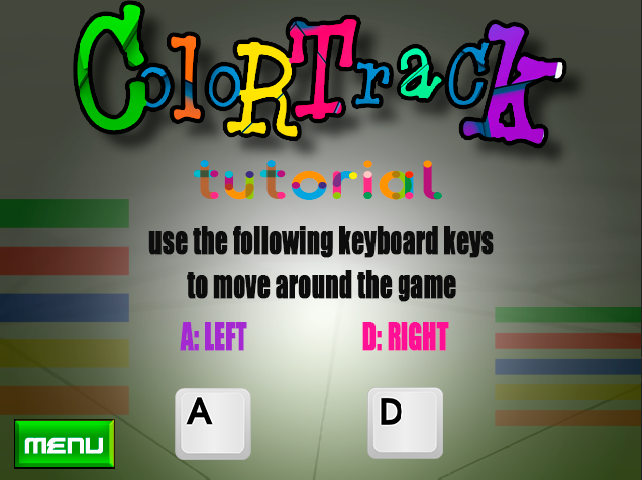 ColoRTracK
tutorial
use the following keyboard keys
to move around the game
A: LEFT D: RIGHT
A D
MENU